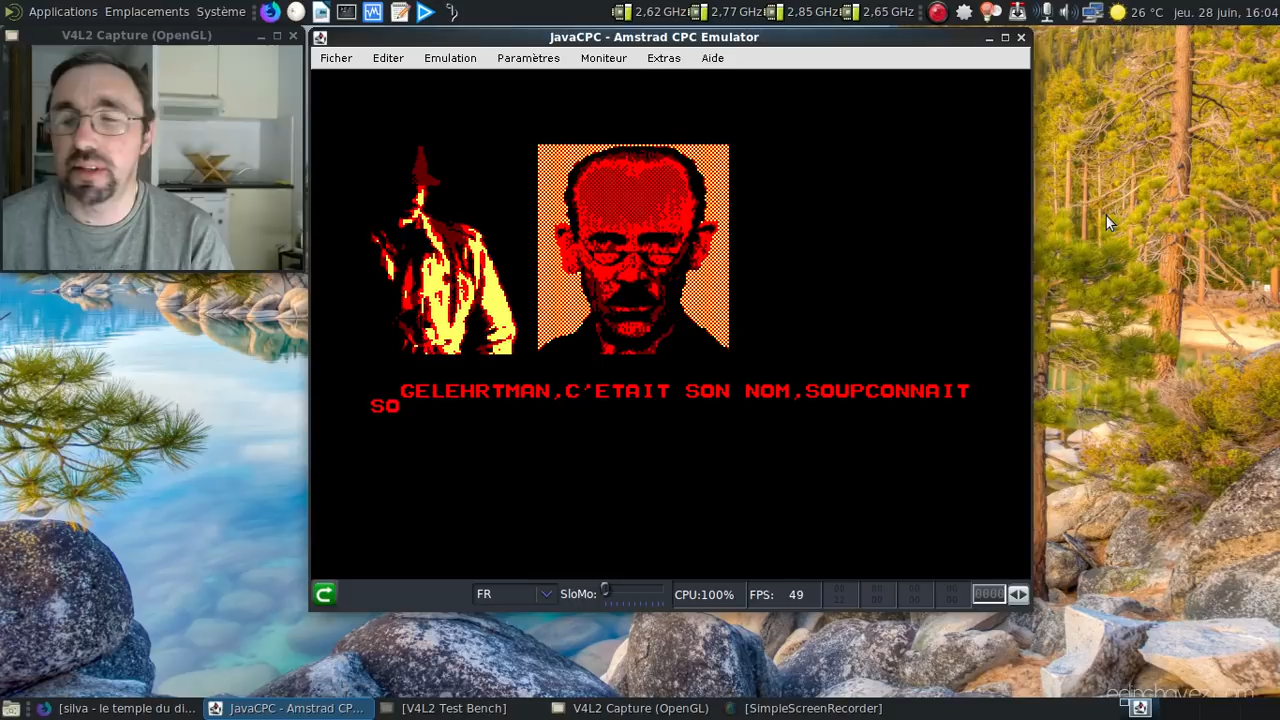 Applications Emplacements Système
2,62 GHz 2,77 GHz 2,65 GHz 2,65 GHz
26 °C jeu. 28 juin, 16:04
V4L2 Capture (OpenGL)
JavaCPC - Amstrad CPC Emulator
Ficher Editer Emulation Paramètres Moniteur Extras Aide
GELEHRTMAN,C'ETAIT SON NOM,SOUPCONNAIT
SO
FR SloMo: CPU:100% FPS: 49
0000
[silva - le temple du di... JavaCPC - Amstrad CP... [V4L2 Test Bench] V4L2 Capture (OpenGL) [SimpleScreenRecorder]